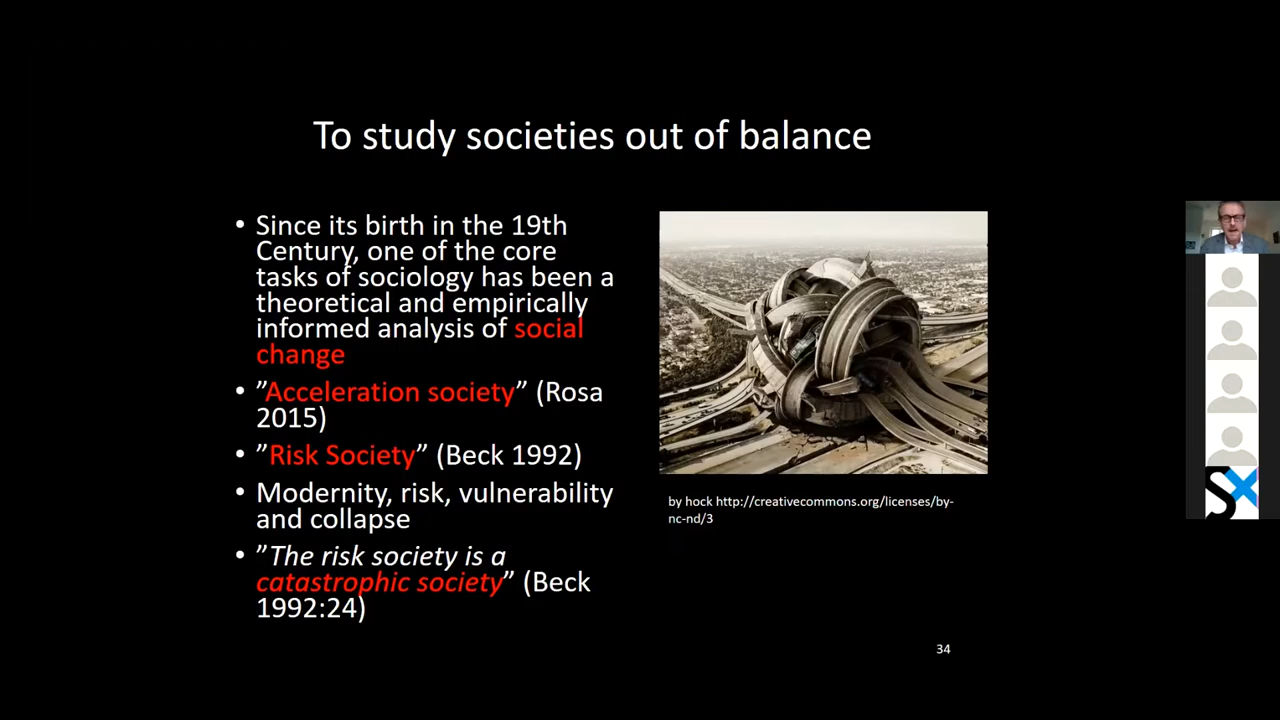 To study societies out of balance
• Since its birth in the 19th
Century, one of the core
tasks of sociology has been a
theoretical and empirically
informed analysis of social
change
• ”Acceleration society” (Rosa
2015)
• ”Risk Society” (Beck 1992)
• Modernity, risk, vulnerability
and collapse
• ”The risk society is a
catastrophic society” (Beck
1992:24)
by hock http://creativecommons.org/licenses/by-
nc-nd/3
34
SX